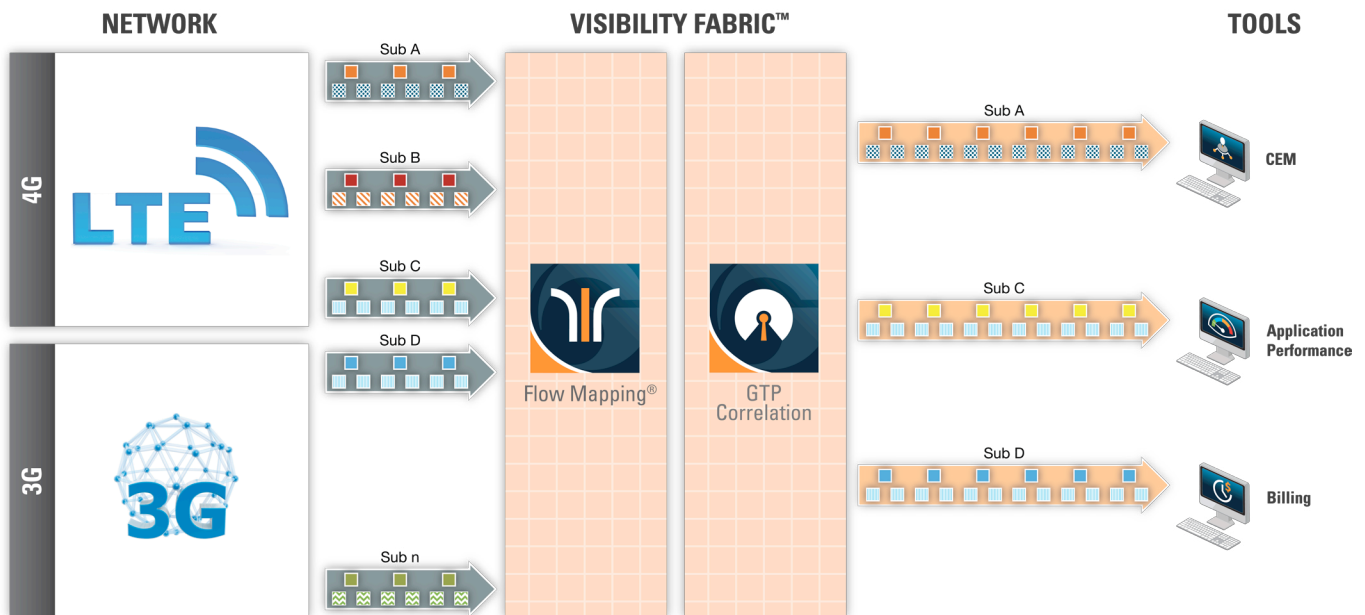 NETWORK
VISIBILITY FABRIC™
TOOLS
4G
LTE
3G
3G
Sub A
Sub B
Sub C
Sub D
Sub n
Flow Mapping®
GTP
Correlation
Sub A
CEM
Sub C
Application
Performance
Sub D
Billing